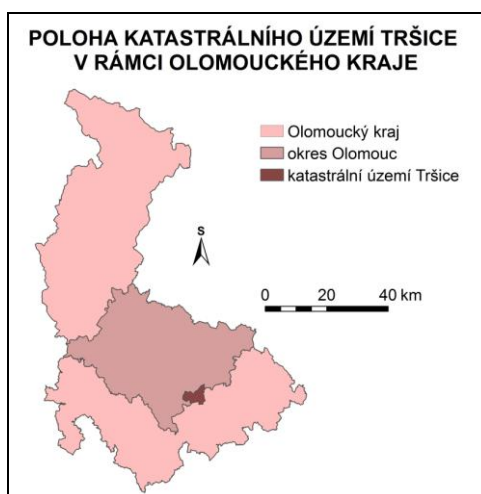 POLOHA KATASTRÁLNÍHO ÚZEMÍ TRŠICE
V RÁMCI OLOMOUCKÉHO KRAJE
Olomoucký kraj
okres Olomouc
katastrální území Tršice
S
0 20 40 km